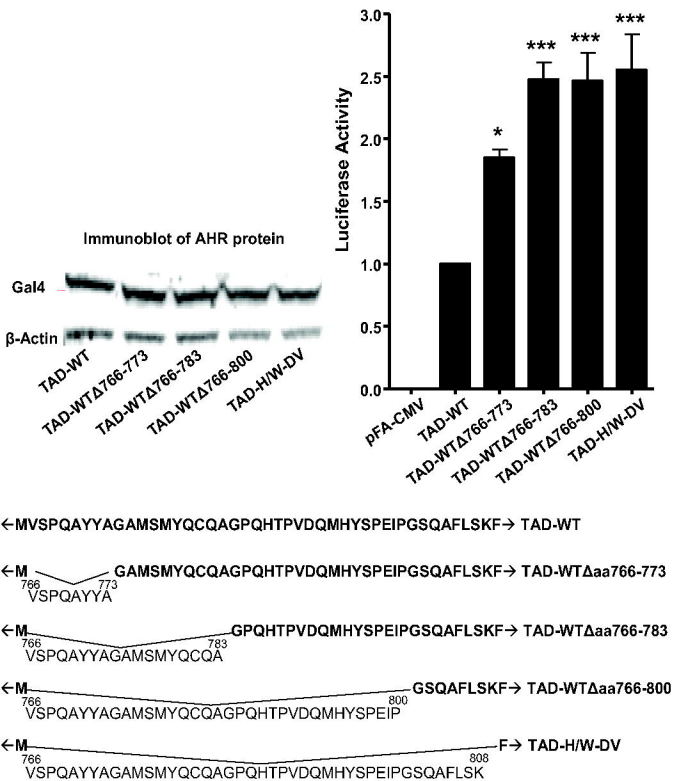 Immunoblot of AHR protein
Gal4
β-Actin
TAD-WT
TAD-WTΔ766-773
TAD-WTΔ766-783
TAD-WTΔ766-800
TAD-H/W-DV
Luciferase Activity
3.0
2.5
2.0
1.5
1.0
0.5
0.0
*
***
***
***
pFA-CMV
TAD-WT
TAD-WTΔ766-773
TAD-WTΔ766-783
TAD-WTΔ766-800
TAD-H/W-DV
←MVSPQAYYAGAMSMYQCQAGPQHTPVDQMHYSPEIPGSQAFLSKF→ TAD-WT
←M GAMSMYQCQAGPQHTPVDQMHYSPEIPGSQAFLSKF→ TAD-WTΔaa766-773
766 773
VSPQAYYA
←M GPQHTPVDQMHYSPEIPGSQAFLSKF→ TAD-WTΔaa766-783
766 783
VSPQAYYAGAMSMYQCQA
←M GSQAFLSKF→ TAD-WTΔaa766-800
766 800
VSPQAYYAGAMSMYQCQAGPQHTPVDQMHYSPEIP
←M F→ TAD-H/W-DV
766 808
VSPQAYYAGAMSMYQCQAGPQHTPVDQMHYSPEIPGSQAFLSK